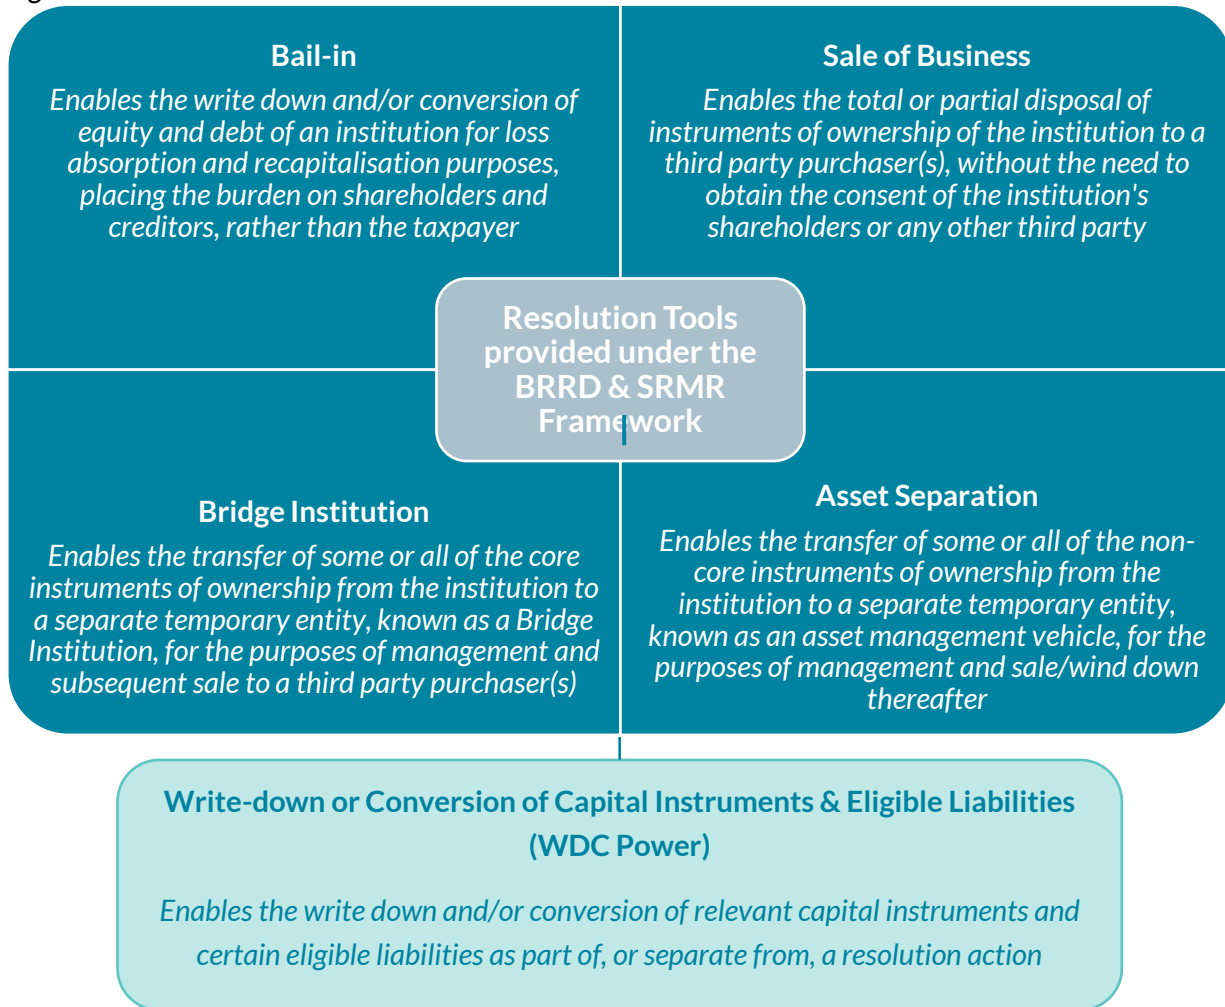 Bail-in
Enables the write down and/or conversion of
equity and debt of an institution for loss
absorption and recapitalisation purposes,
placing the burden on shareholders and
creditors, rather than the taxpayer
Sale of Business
Enables the total or partial disposal of
instruments of ownership of the institution to a
third party purchaser(s), without the need to
obtain the consent of the institution's
shareholders or any other third party
Resolution Tools
provided under the
BRRD & SRMR
Framework
Bridge Institution
Enables the transfer of some or all of the core
instruments of ownership from the institution to
a separate temporary entity, known as a Bridge
Institution, for the purposes of management and
subsequent sale to a third party purchaser(s)
Asset Separation
Enables the transfer of some or all of the non-
core instruments of ownership from the
institution to a separate temporary entity,
known as an asset management vehicle, for the
purposes of management and sale/wind down
thereafter
Write-down or Conversion of Capital Instruments & Eligible Liabilities
(WDC Power)
Enables the write down and/or conversion of relevant capital instruments and
certain eligible liabilities as part of, or separate from, a resolution action